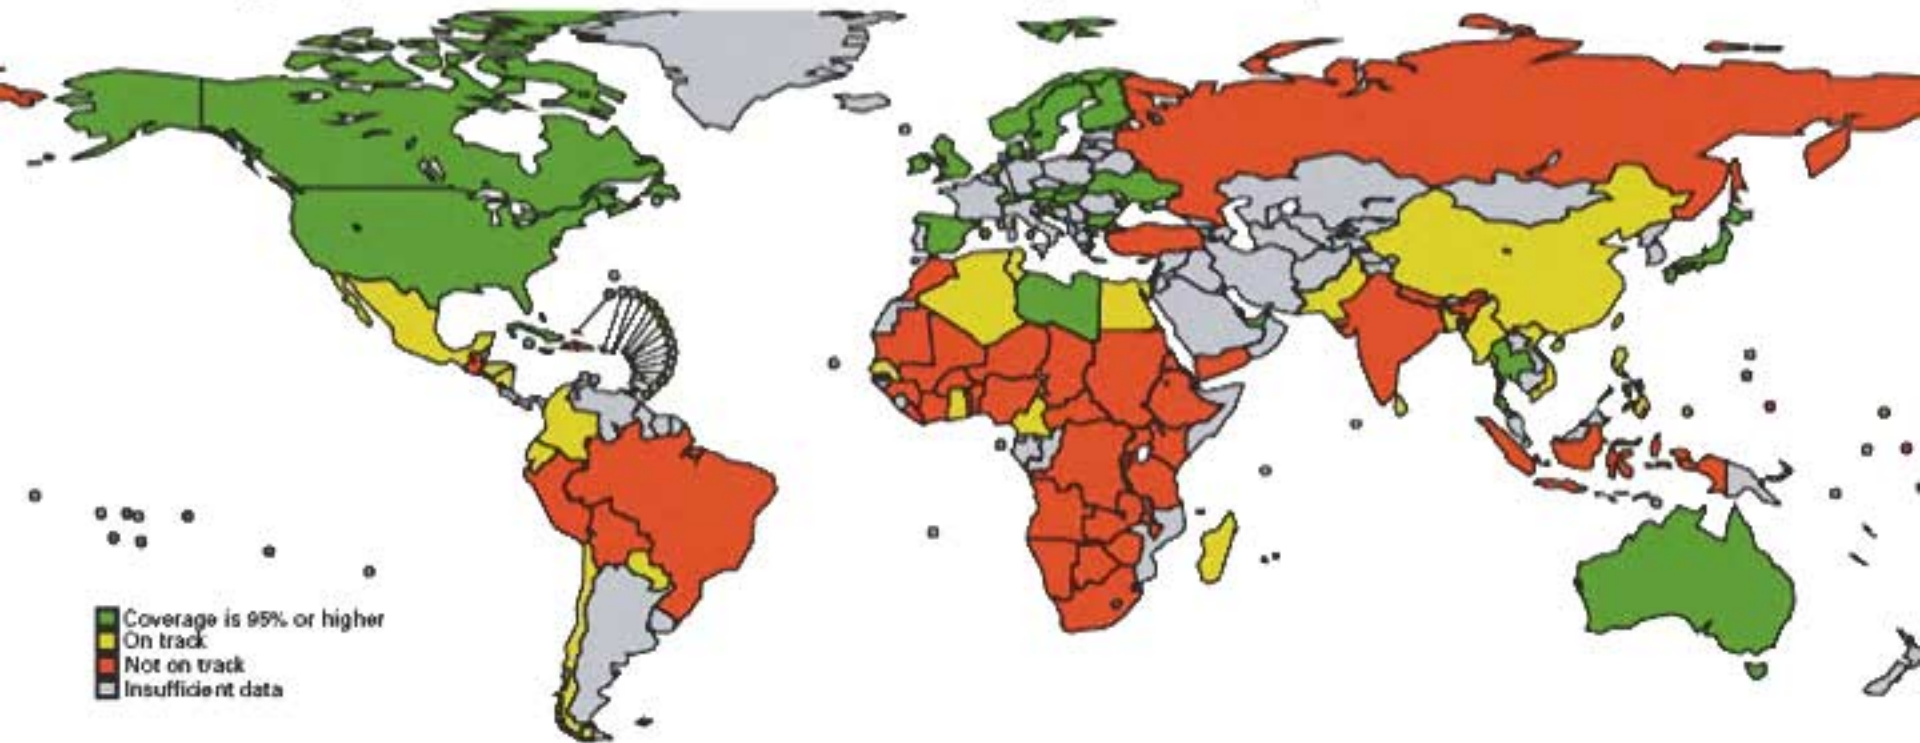 Coverage is 95% or higher
On track
Not on track
Insufficient data